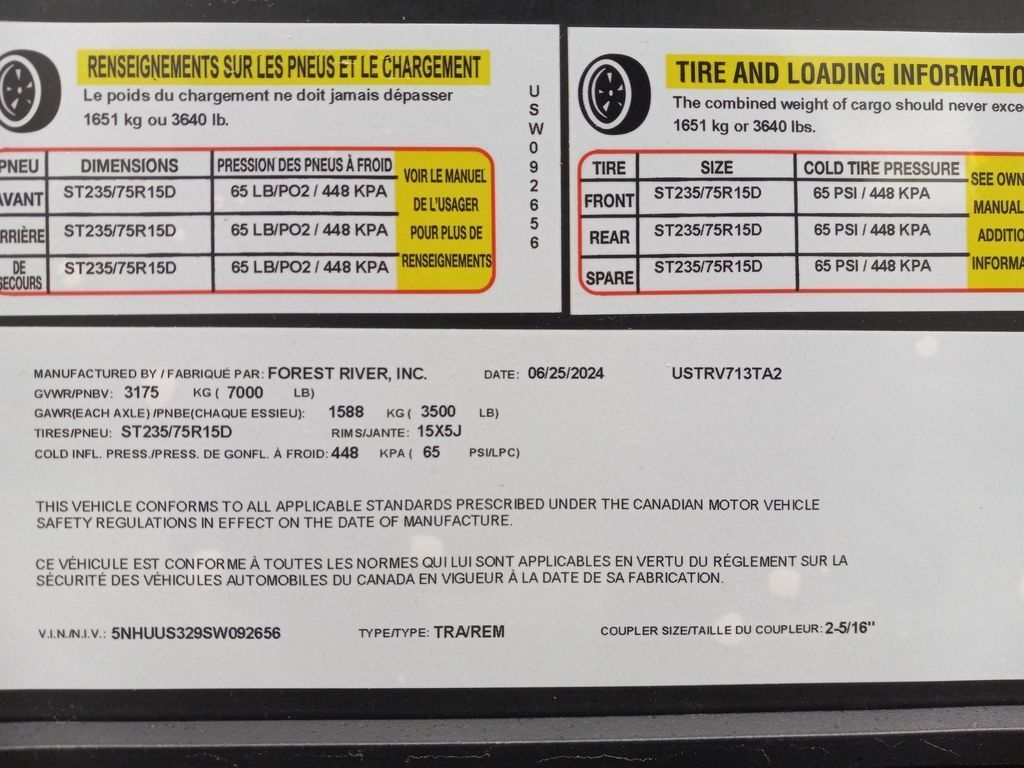 RENSEIGNEMENTS SUR LES PNEUS ET LE CHARGEMENT
Le poids du chargement ne doit jamais dépasser
1651 kg ou 3640 lb.
PNEU DIMENSIONS PRESSION DES PNEUS À FROID
AVANT ST235/75R15D 65 LB/PO2 / 448 KPA
RRIÈRE ST235/75R15D 65 LB/PO2 / 448 KPA
DE
SECOURS ST235/75R15D 65 LB/PO2 / 448 KPA
VOIR LE MANUEL
DE L'USAGER
POUR PLUS DE
RENSEIGNEMENTS
USW092656
TIRE AND LOADING INFORMATIO
The combined weight of cargo should never exce
1651 kg or 3640 lbs.
TIRE SIZE COLD TIRE PRESSURE
FRONT ST235/75R15D 65 PSI / 448 KPA
REAR ST235/75R15D 65 PSI / 448 KPA
SPARE ST235/75R15D 65 PSI / 448 KPA
SEE OWN
MANUAL
ADDITIO
INFORMA
MANUFACTURED BY / FABRIQUÉ PAR: FOREST RIVER, INC. DATE: 06/25/2024 USTRV713TA2
GVWR/PNBV: 3175 KG ( 7000 LB)
GAWR(EACH AXLE) /PNBE(CHAQUE ESSIEU): 1588 KG ( 3500 LB)
TIRES/PNEU: ST235/75R15D RIMS/JANTE: 15X5J
COLD INFL. PRESS./PRESS. DE GONFL. À FROID: 448 KPA ( 65 PSI/LPC)
THIS VEHICLE CONFORMS TO ALL APPLICABLE STANDARDS PRESCRIBED UNDER THE CANADIAN MOTOR VEHICLE
SAFETY REGULATIONS IN EFFECT ON THE DATE OF MANUFACTURE.
CE VÉHICULE EST CONFORME À TOUTES LES NORMES QUI LUI SONT APPLICABLES EN VERTU DU RÉGLEMENT SUR LA
SÉCURITÉ DES VÉHICULES AUTOMOBILES DU CANADA EN VIGUEUR À LA DATE DE SA FABRICATION.
V.I.N./N.I.V.: 5NHUUS329SW092656 TYPE/TYPE: TRA/REM COUPLER SIZE/TAILLE DU COUPLEUR: 2-5/16"